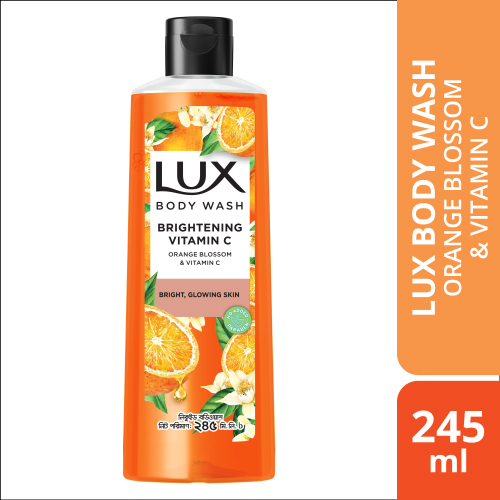 LUX
BODY WASH
BRIGHTENING
VITAMIN C
ORANGE BLOSSOM
& VITAMIN C
BRIGHT, GLOWING SKIN
লিকুইড বডিওয়াশ
নিট পরিমাণ: ২৪৫ মি. লি. b
LUX BODY WASH
ORANGE BLOSSOM
& VITAMIN C
245
ml